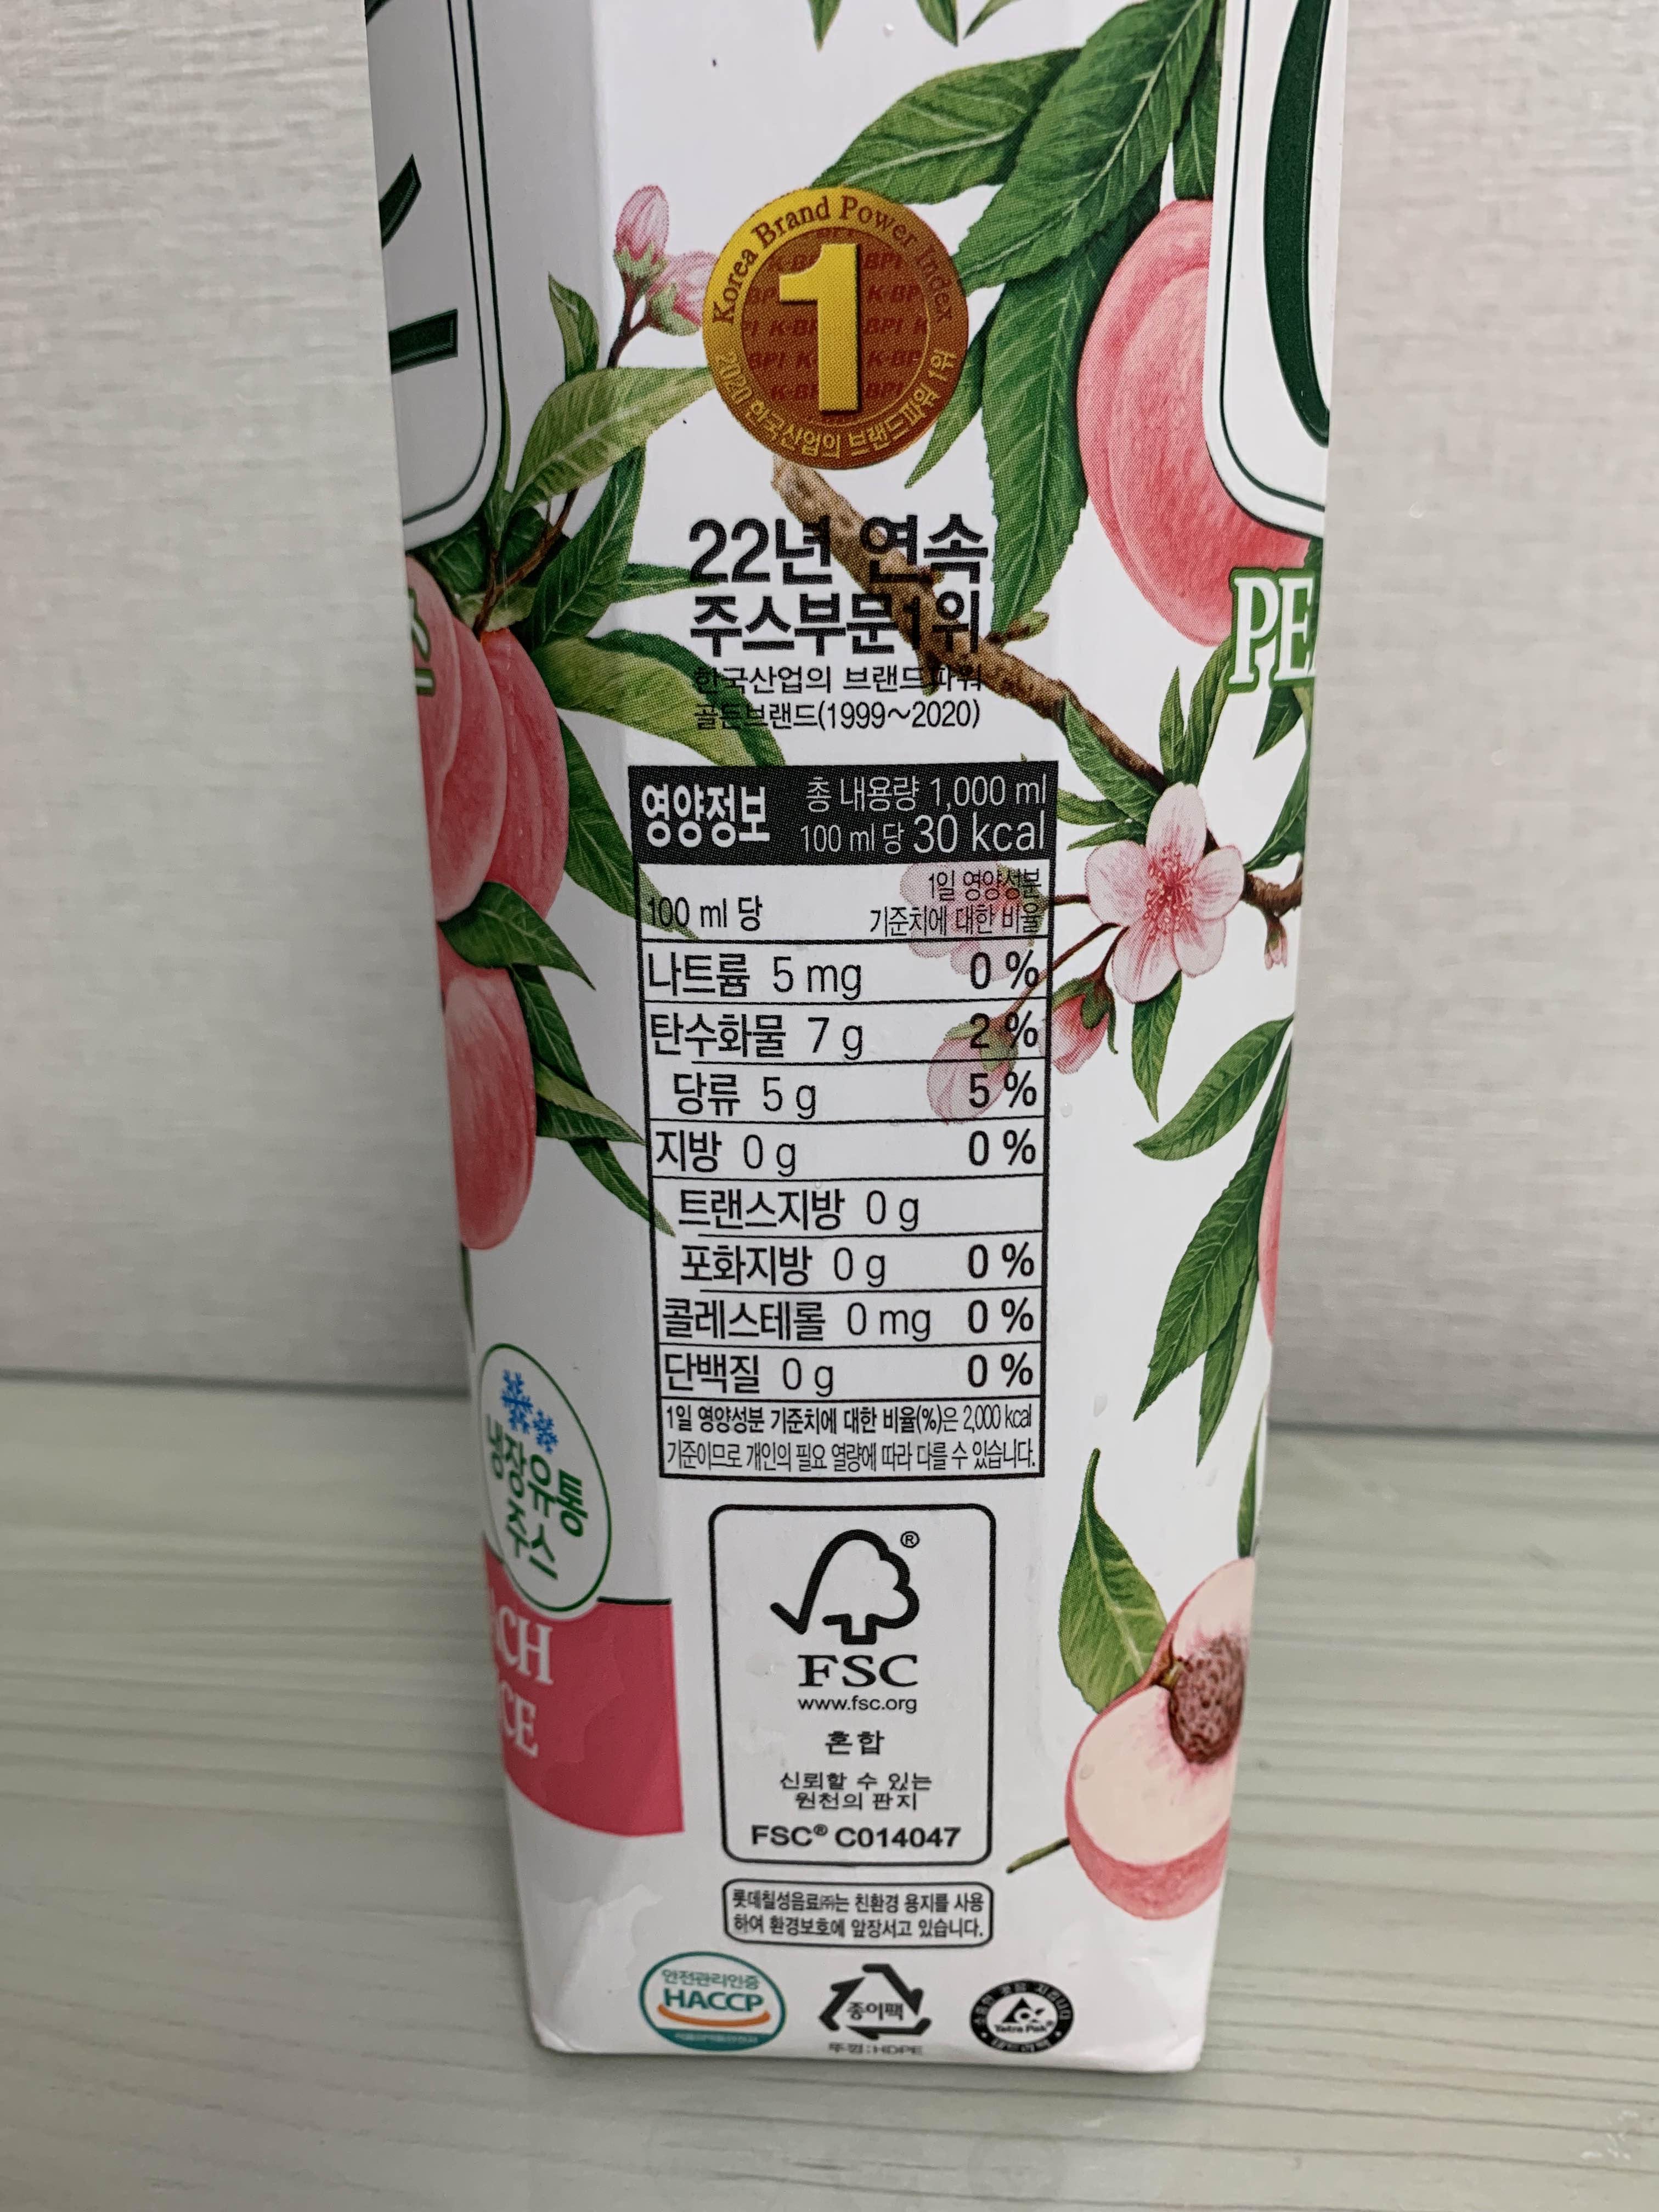 Korea Brand Power Index
1
2020 한국산업의 브랜드파워 1위
22년 연속
주스부문1위
한국산업의 브랜드파워
골든브랜드(1999~2020)
PE
영양정보 총 내용량 1,000 ml
100 ml 당 30 kcal
100 ml 당 1일 영양성분
기준치에 대한 비율
나트륨 5 mg 0 %
탄수화물 7 g 2 %
당류 5 g 5 %
지방 0 g 0 %
트랜스지방 0 g
포화지방 0 g 0 %
콜레스테롤 0 mg 0 %
단백질 0 g 0 %
1일 영양성분 기준치에 대한 비율(%)은 2,000 kcal
기준이므로 개인의 필요 열량에 따라 다를 수 있습니다.
냉장유통
주스
CH
CE
FSC
www.fsc.org
혼합
신뢰할 수 있는
원천의 판지
FSC® C014047
롯데칠성음료㈜는 친환경 용지를 사용
하여 환경보호에 앞장서고 있습니다.
안전관리인증
HACCP
종이팩
뚜껑:HDPE
Tetra Pak®